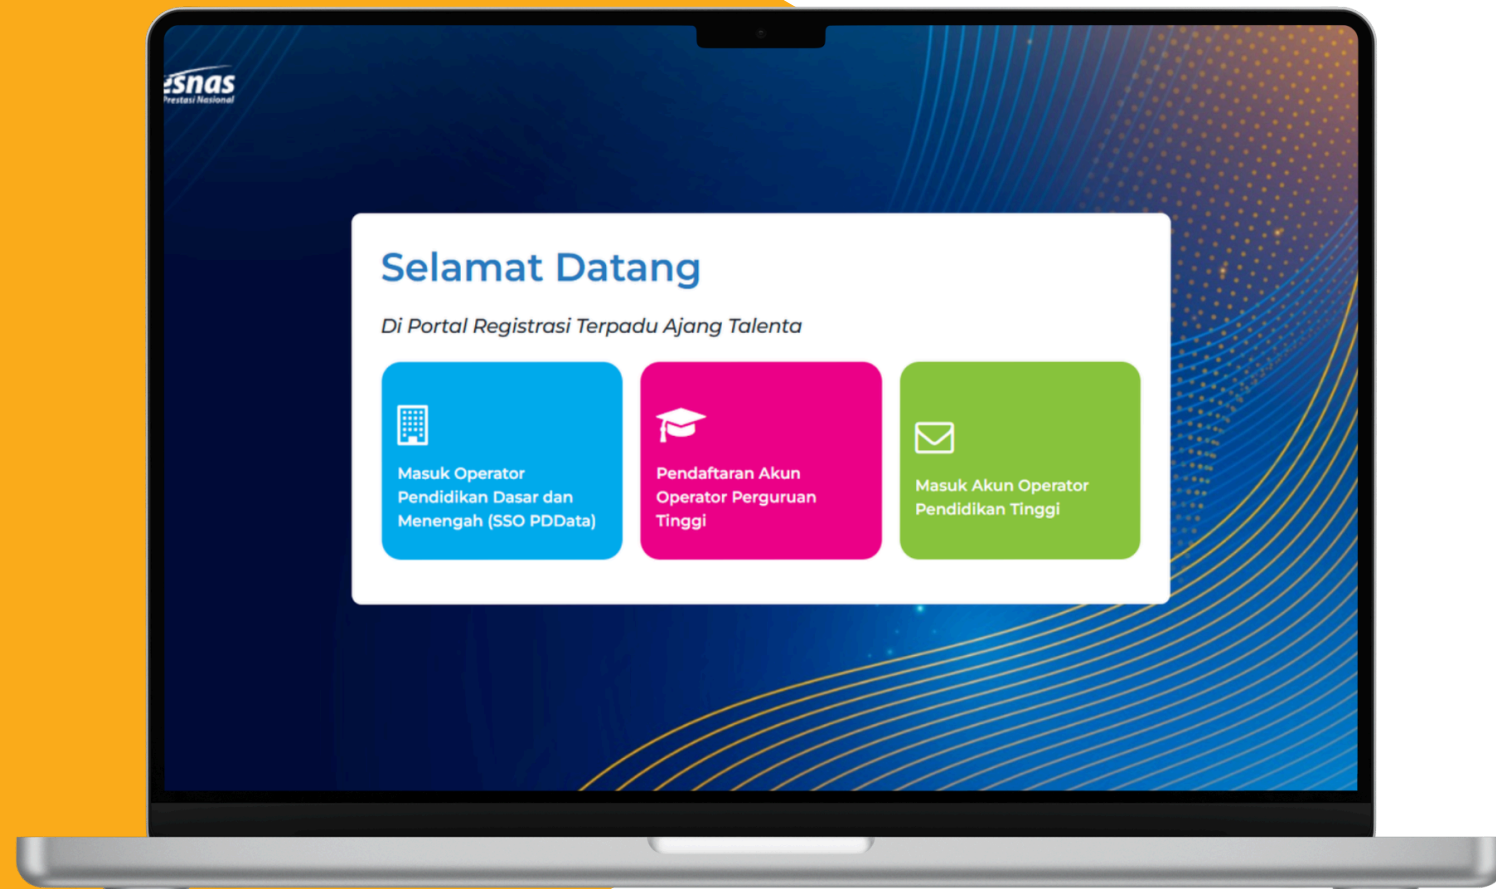 esnas
Prestasi Nasional
Selamat Datang
Di Portal Registrasi Terpadu Ajang Talenta
Masuk Operator
Pendidikan Dasar dan
Menengah (SSO PDData)
Pendaftaran Akun
Operator Perguruan
Tinggi
Masuk Akun Operator
Pendidikan Tinggi